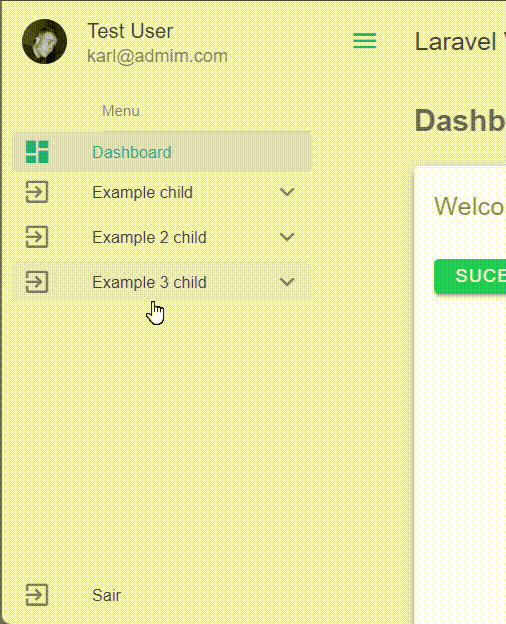 Test User
karl@admim.com
Laravel
Menu
Dashb
Dashboard
Example child
Welco
Example 2 child
Example 3 child
SUCE
Sair